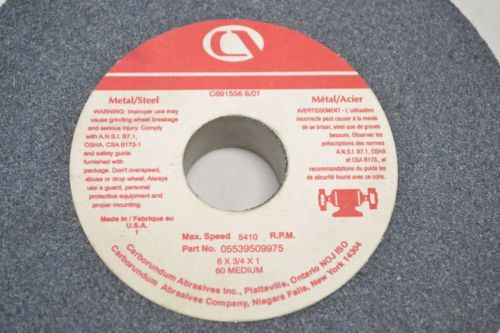 C891556 6/01
Metal/Steel
WARNING: Improper use may
cause grinding wheel breakage
and serious injury. Comply
with A.N.S.I. B7.1,
OSHA, CSA B173-1
and safety guide
furnished with
package. Don't overspeed,
abuse or drop wheel. Always
use a guard, personal
protective equipment and
proper mounting.
Made in / Fabrique au
U.S.A.
1
Métal/Acier
AVERTISSEMENT - L'utilisation
incorrecte peut causer à la meule
de se briser, ainsi que de graves
bessure. Observer les
prescriptions des normes
A.N.S.I. B7.1, OSHA
et CSA B173., et
recommandations du guide les
de sécurité fourni avec ce colis.
Max. Speed 5410 R.P.M.
Part No. 05539509975
6 X 3/4 X 1
60 MEDIUM
Carborundum Abrasives Inc., Plattsville, Ontario NOJ ISO
Carborundum Abrasives Company, Niagara Falls, New York 14304